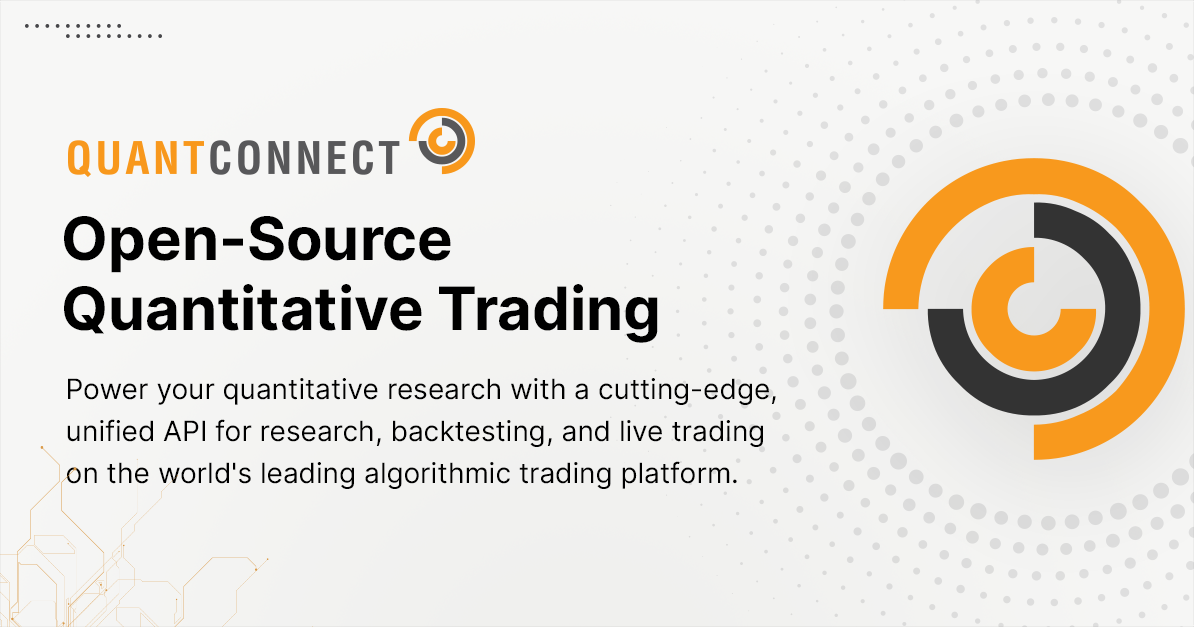 QUANTCONNECT
Open-Source
Quantitative Trading
Power your quantitative research with a cutting-edge,
unified API for research, backtesting, and live trading
on the world's leading algorithmic trading platform.